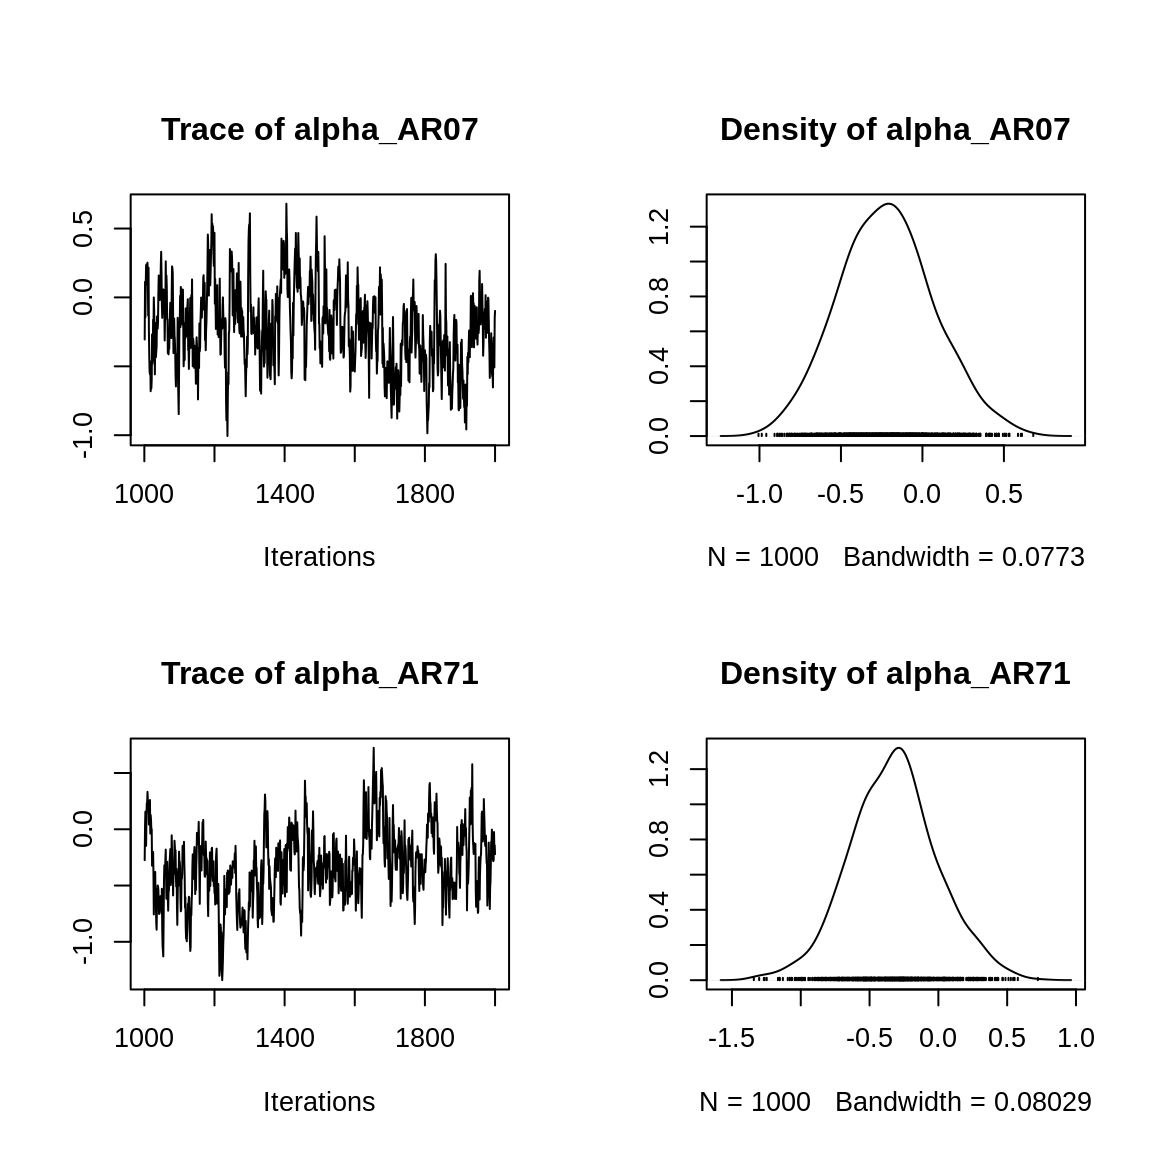 Trace of alpha_AR07
0.5
0.0
-1.0
1000 1400 1800
Iterations
Density of alpha_AR07
1.2
0.8
0.4
0.0
-1.0 -0.5 0.0 0.5
N = 1000 Bandwidth = 0.0773
Trace of alpha_AR71
0.0
-1.0
1000 1400 1800
Iterations
Density of alpha_AR71
1.2
0.8
0.4
0.0
-1.5 -0.5 0.0 0.5 1.0
N = 1000 Bandwidth = 0.08029